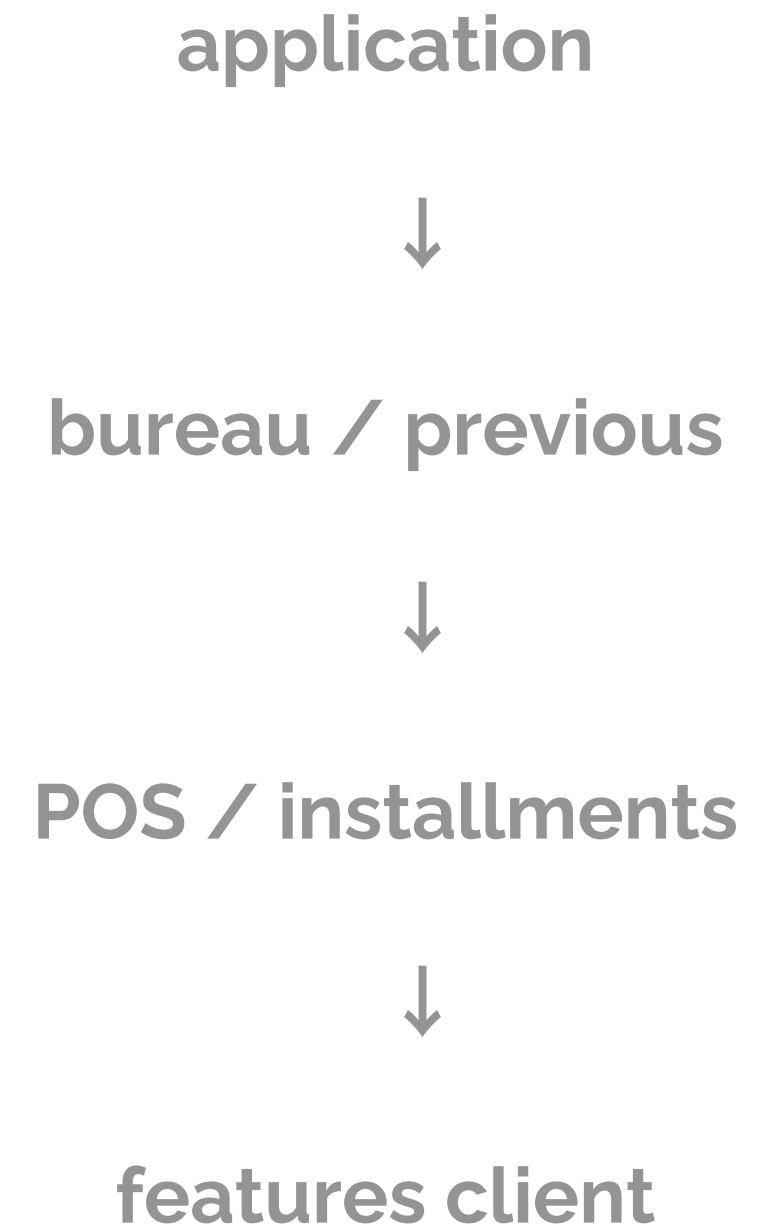 application
↓
bureau / previous
↓
POS / installments
↓
features client